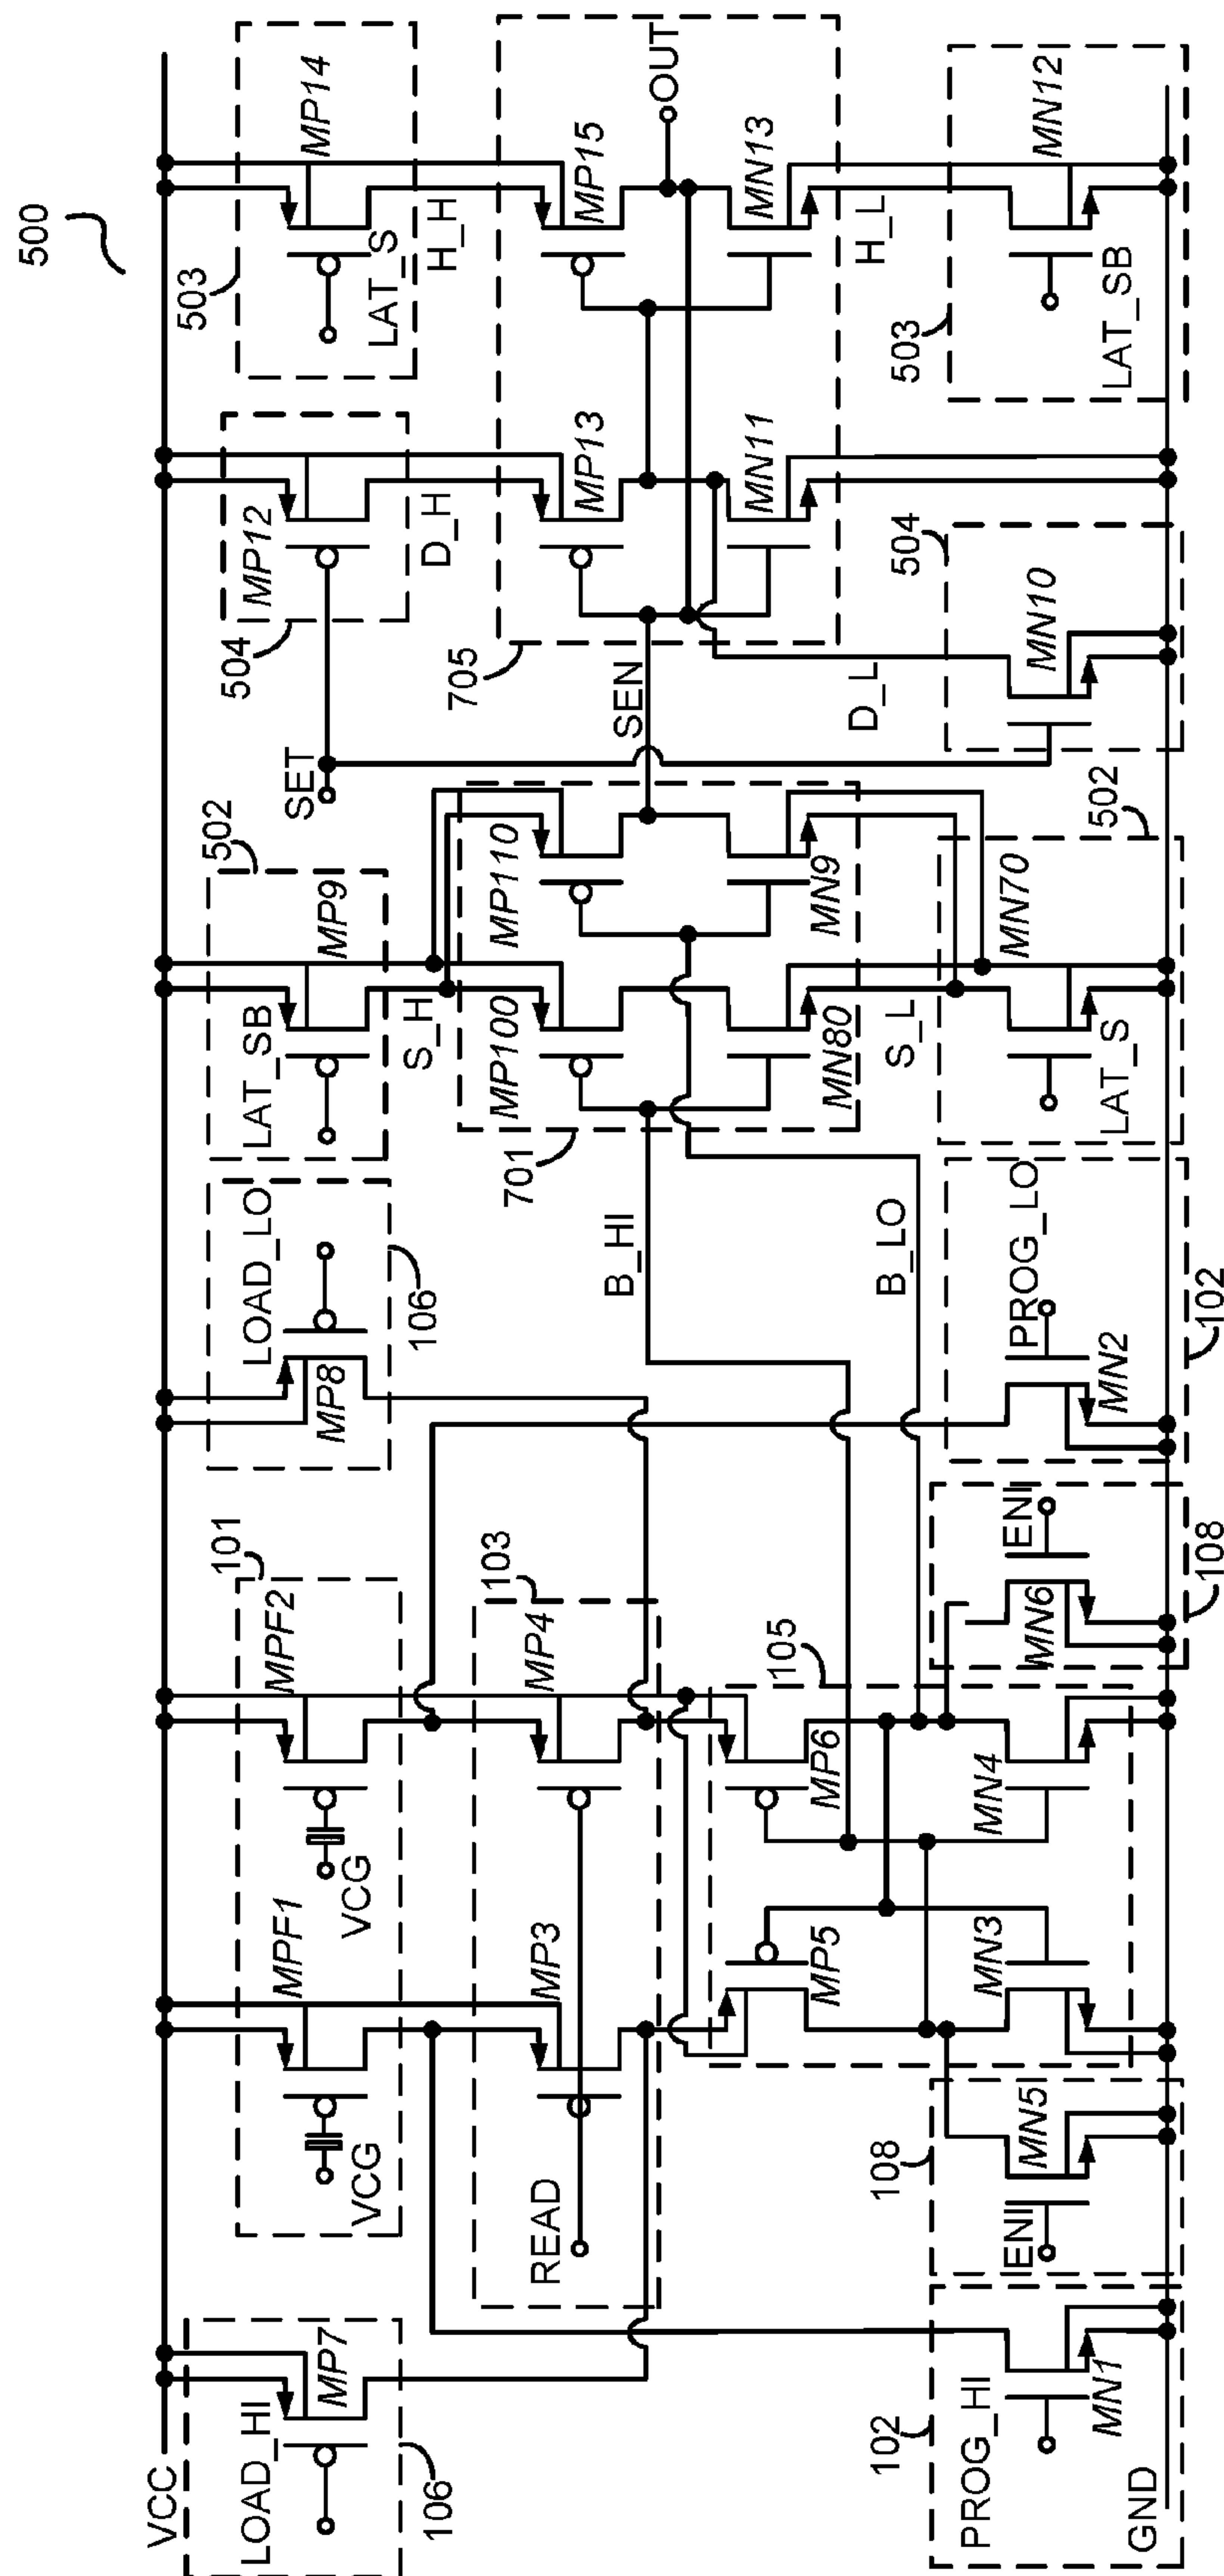 500
VCC
LOAD_HI
MP7
106
101
MPF1
VCG
MPF2
VCG
LOAD_LO
MP8
106
502
LAT_SB
MP9
SET
MP12
504
503
MP14
LAT_S
103
READ
MP3
MP4
S_H
D_H
H_H
MP100
MP110
701
705
MP13
MP15
OUT
SEN
B_HI
105
MP5
MP6
MN80
MN9
MN11
MN13
B_LO
S_L
D_L
H_L
102
PROG_HI
MN1
108
ENI
MN5
MN3
MN4
MN6
ENI
108
PROG_LO
MN2
102
LAT_S
MN70
502
MN10
504
503
LAT_SB
MN12
GND